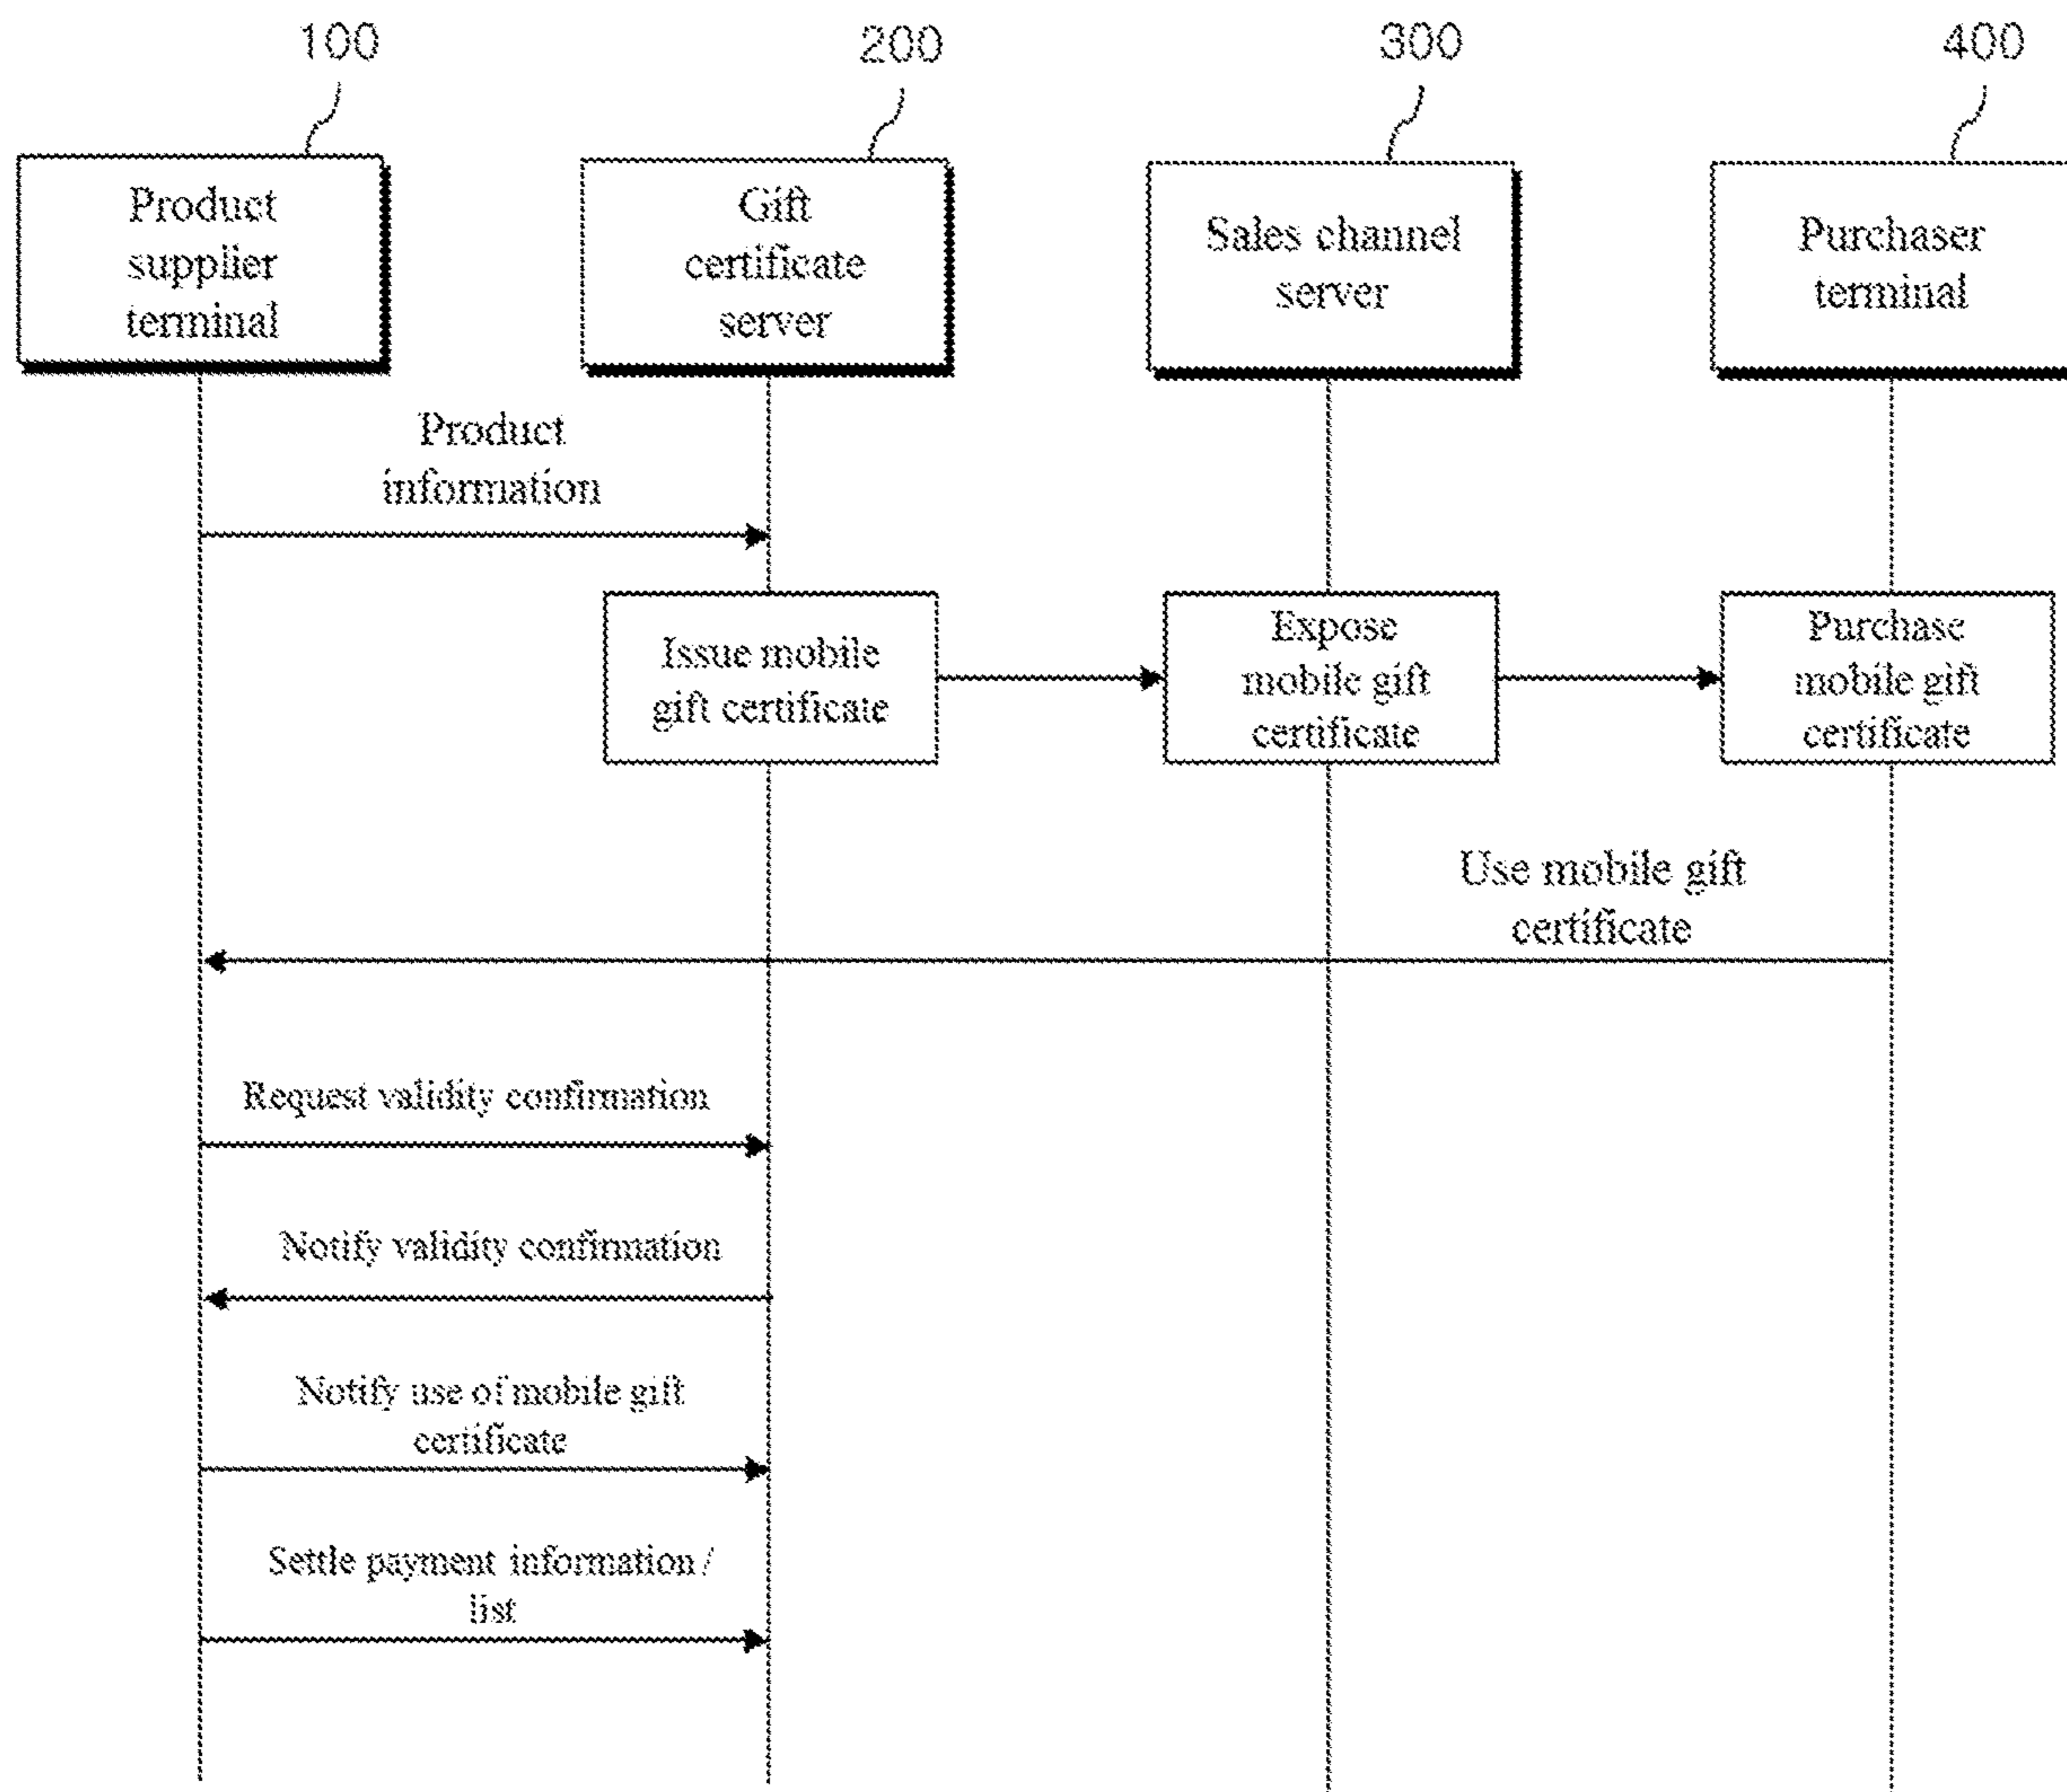 100
200
300
400
Product
supplier
terminal
Gift
certificate
server
Sales channel
server
Purchaser
terminal
Product
information
Issue mobile
gift certificate
Expose
mobile gift
certificate
Purchase
mobile gift
certificate
Use mobile gift
certificate
Request validity confirmation
Notify validity confirmation
Notify use of mobile gift
certificate
Settle payment information /
list